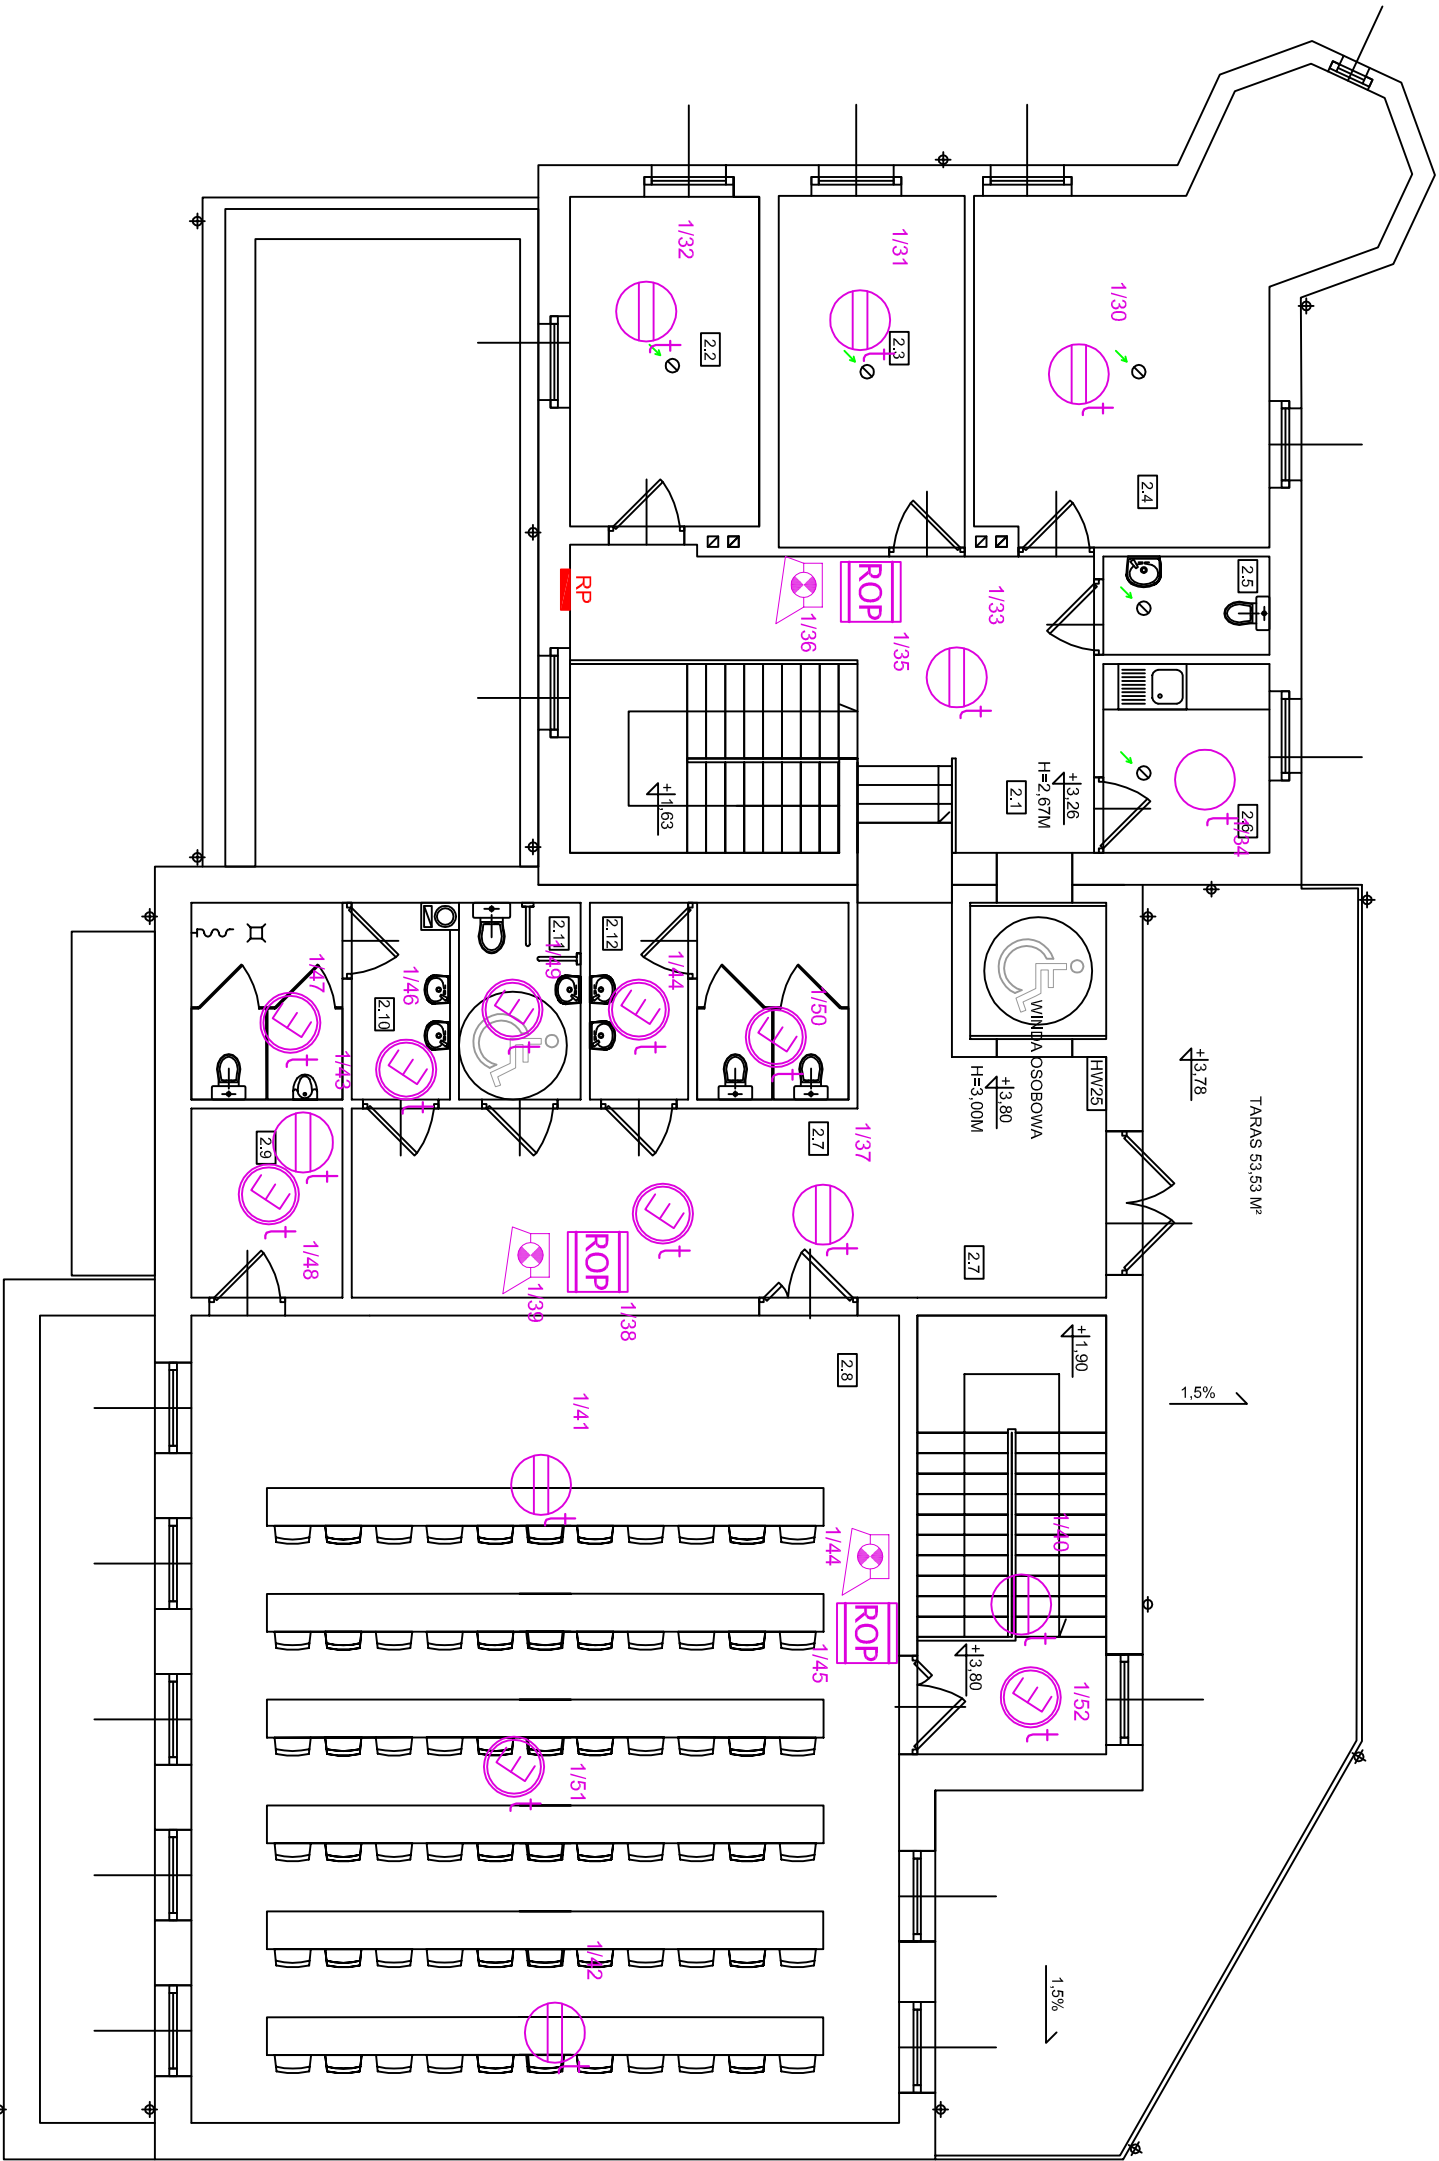 1/32
1/31
1/30
2.2
2.3
2.4
2.5
RP
ROP
1/33
1/36
1/35
+3,26
H=2,67M
2.1
+1,63
2.6
1/34
t
t
t
t
t
2.11
2.12
1/47
1/46
1/49
1/44
1/50
2.10
1/43
E
t
E
t
E
t
E
t
E
t
WINDA OSOBOWA
HW25
+3,80
H=3,00M
+3,78
TARAS 53,53 M²
2.9
2.7
1/37
t
E
t
E
t
1/48
ROP
1/39
1/38
2.7
+1,90
2.8
1,5%
1/41
t
1/44
ROP
1/45
1/40
t
+3,80
E
t
1/52
E
t
1/51
1/42
t
1,5%